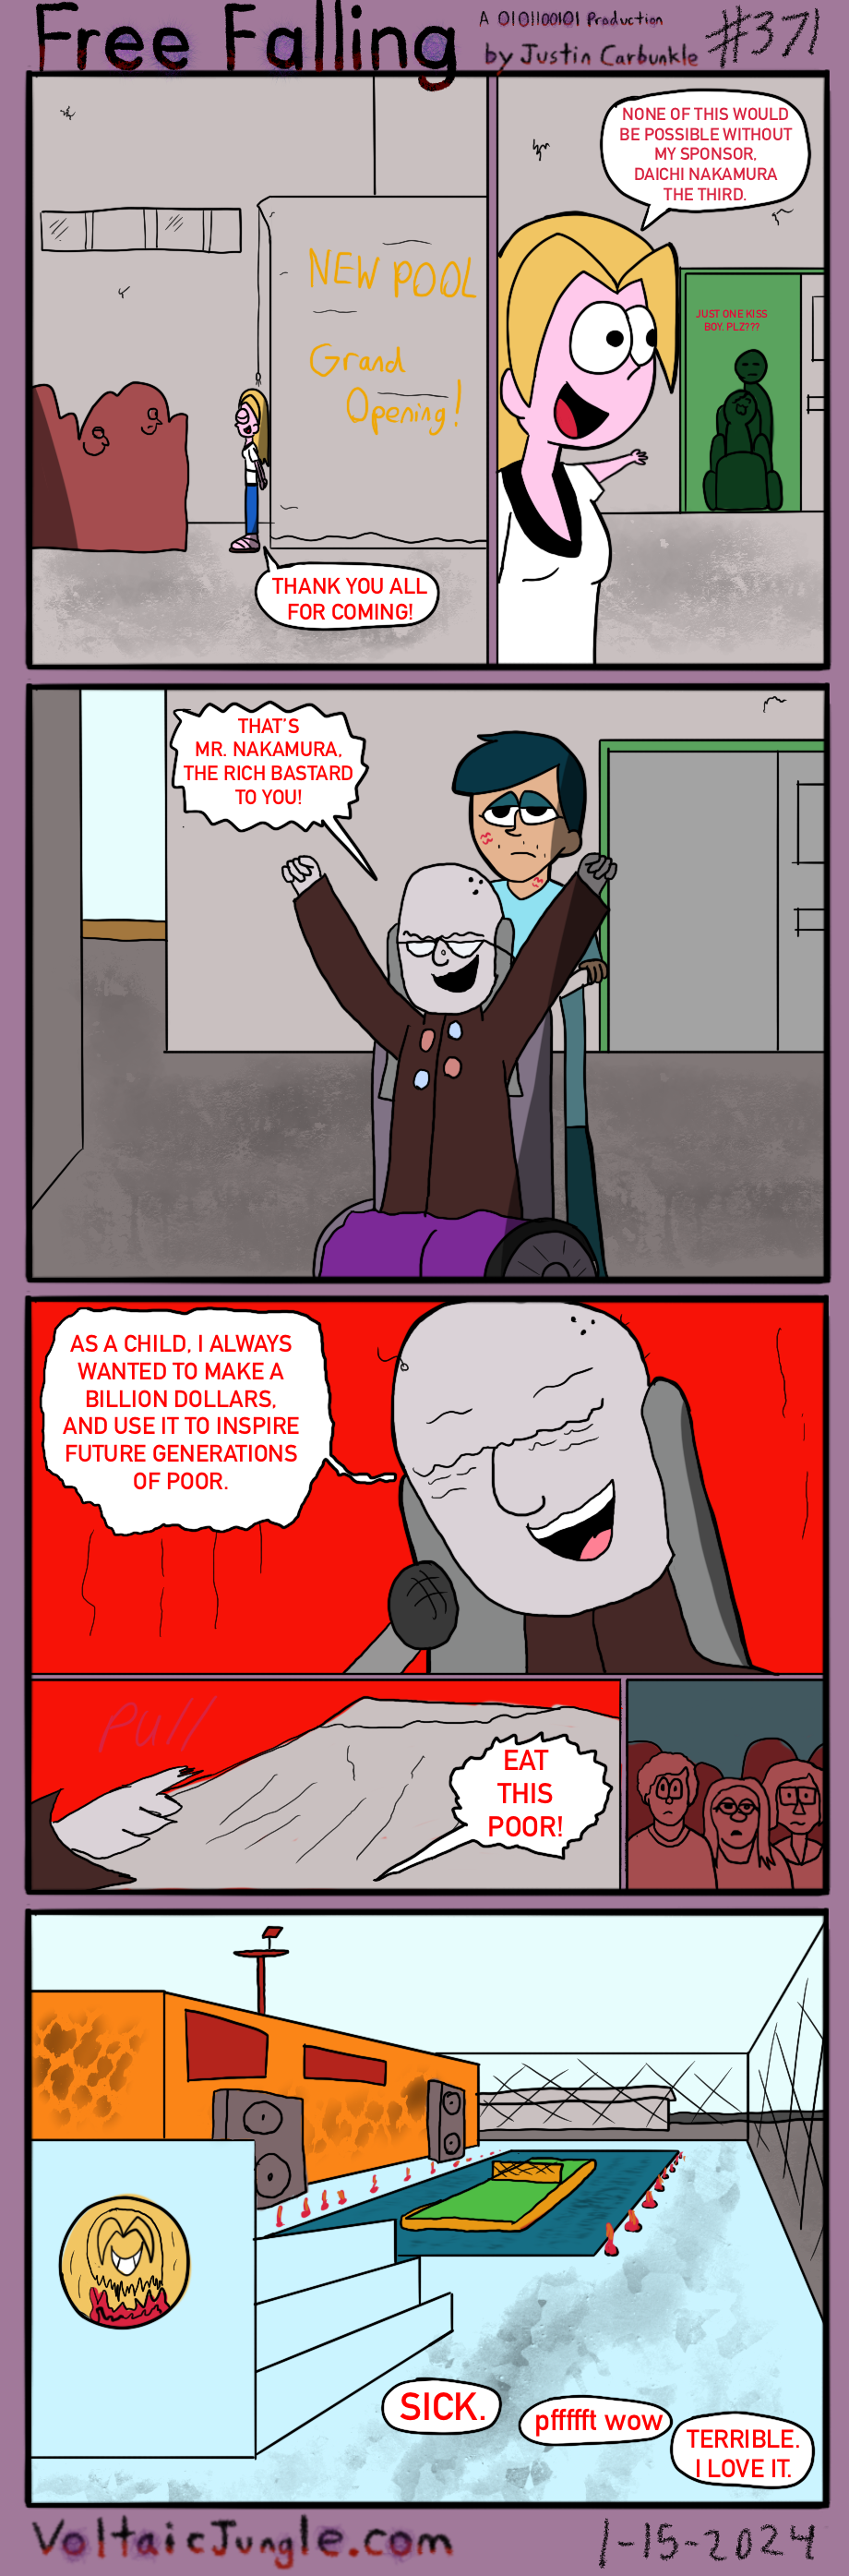 Free Falling
A 0101100101 Production
by Justin Carbunkle
#371
NEW POOL
Grand
Opening!
THANK YOU ALL
FOR COMING!
NONE OF THIS WOULD
BE POSSIBLE WITHOUT
MY SPONSOR,
DAICHI NAKAMURA
THE THIRD.
JUST ONE KISS
BOY. PLZ???
THAT'S
MR. NAKAMURA,
THE RICH BASTARD
TO YOU!
AS A CHILD, I ALWAYS
WANTED TO MAKE A
BILLION DOLLARS,
AND USE IT TO INSPIRE
FUTURE GENERATIONS
OF POOR.
Pull
EAT
THIS
POOR!
SICK.
pffffft wow
TERRIBLE.
I LOVE IT.
VoltaicJungle.com
1-15-2024